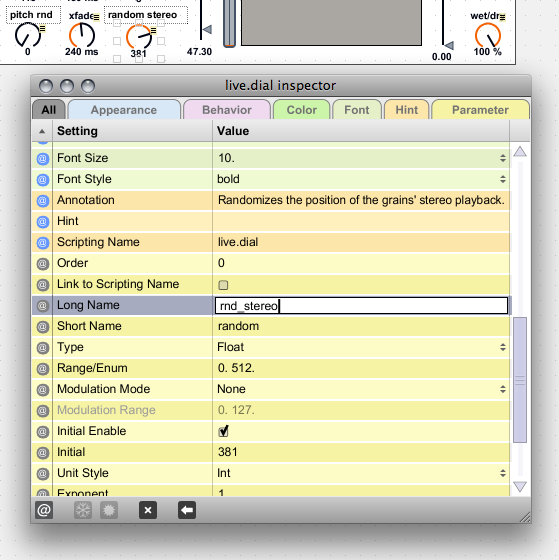 pitch rnd
xfade
random stereo
wet/dr
0
240 ms
381
47.30
0.00
100 %
live.dial inspector
All
Appearance
Behavior
Color
Font
Hint
Parameter
Setting Value
@ Font Size 10.
@ Font Style bold
@ Annotation Randomizes the position of the grains' stereo playback.
@ Hint
@ Scripting Name live.dial
@ Order 0
@ Link to Scripting Name
@ Long Name rnd_stereo
@ Short Name random
@ Type Float
@ Range/Enum 0. 512.
@ Modulation Mode None
@ Modulation Range 0. 127.
@ Initial Enable
@ Initial 381
@ Unit Style Int
@ Exponent 1
@